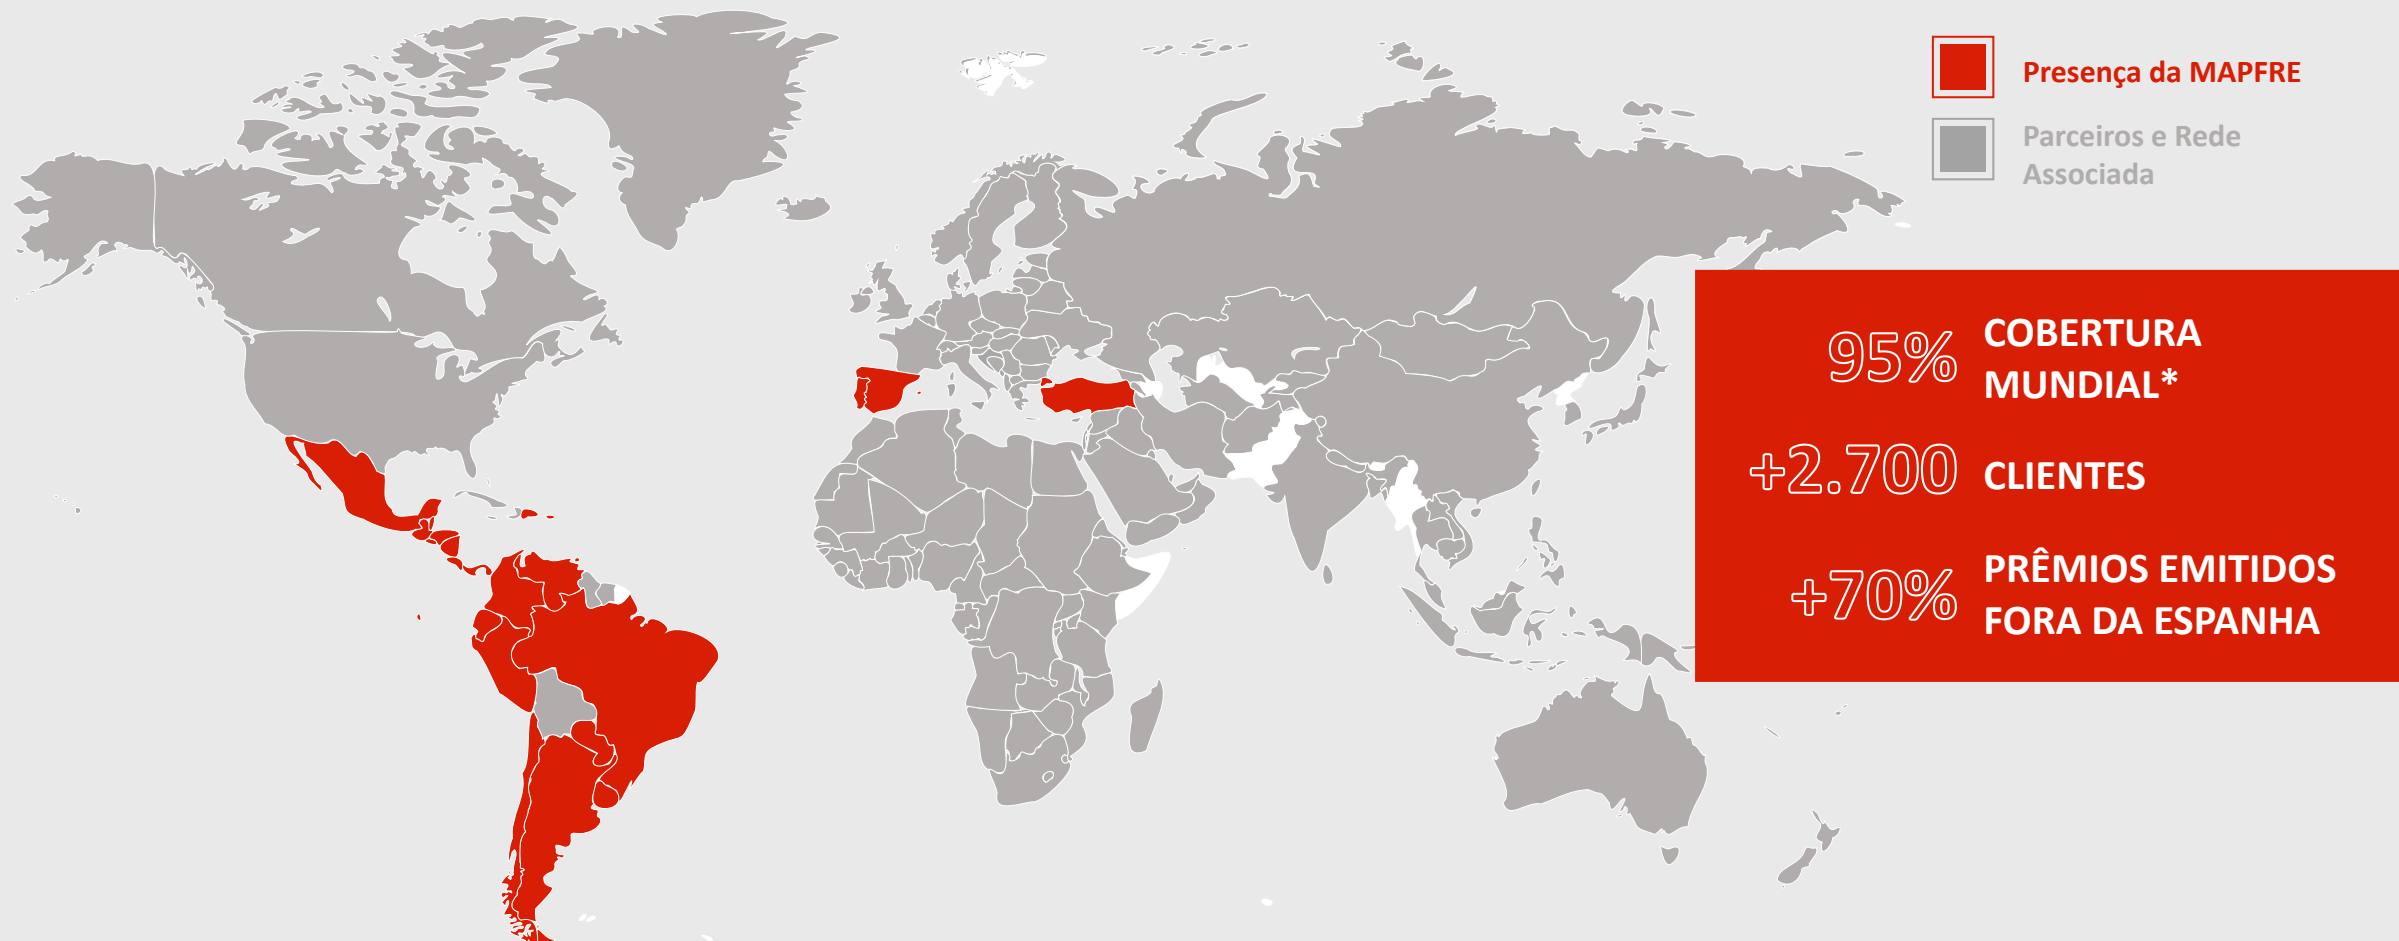 Presença da MAPFRE
Parceiros e Rede
Associada
95% COBERTURA
MUNDIAL*
+2.700 CLIENTES
+70% PRÊMIOS EMITIDOS
FORA DA ESPANHA